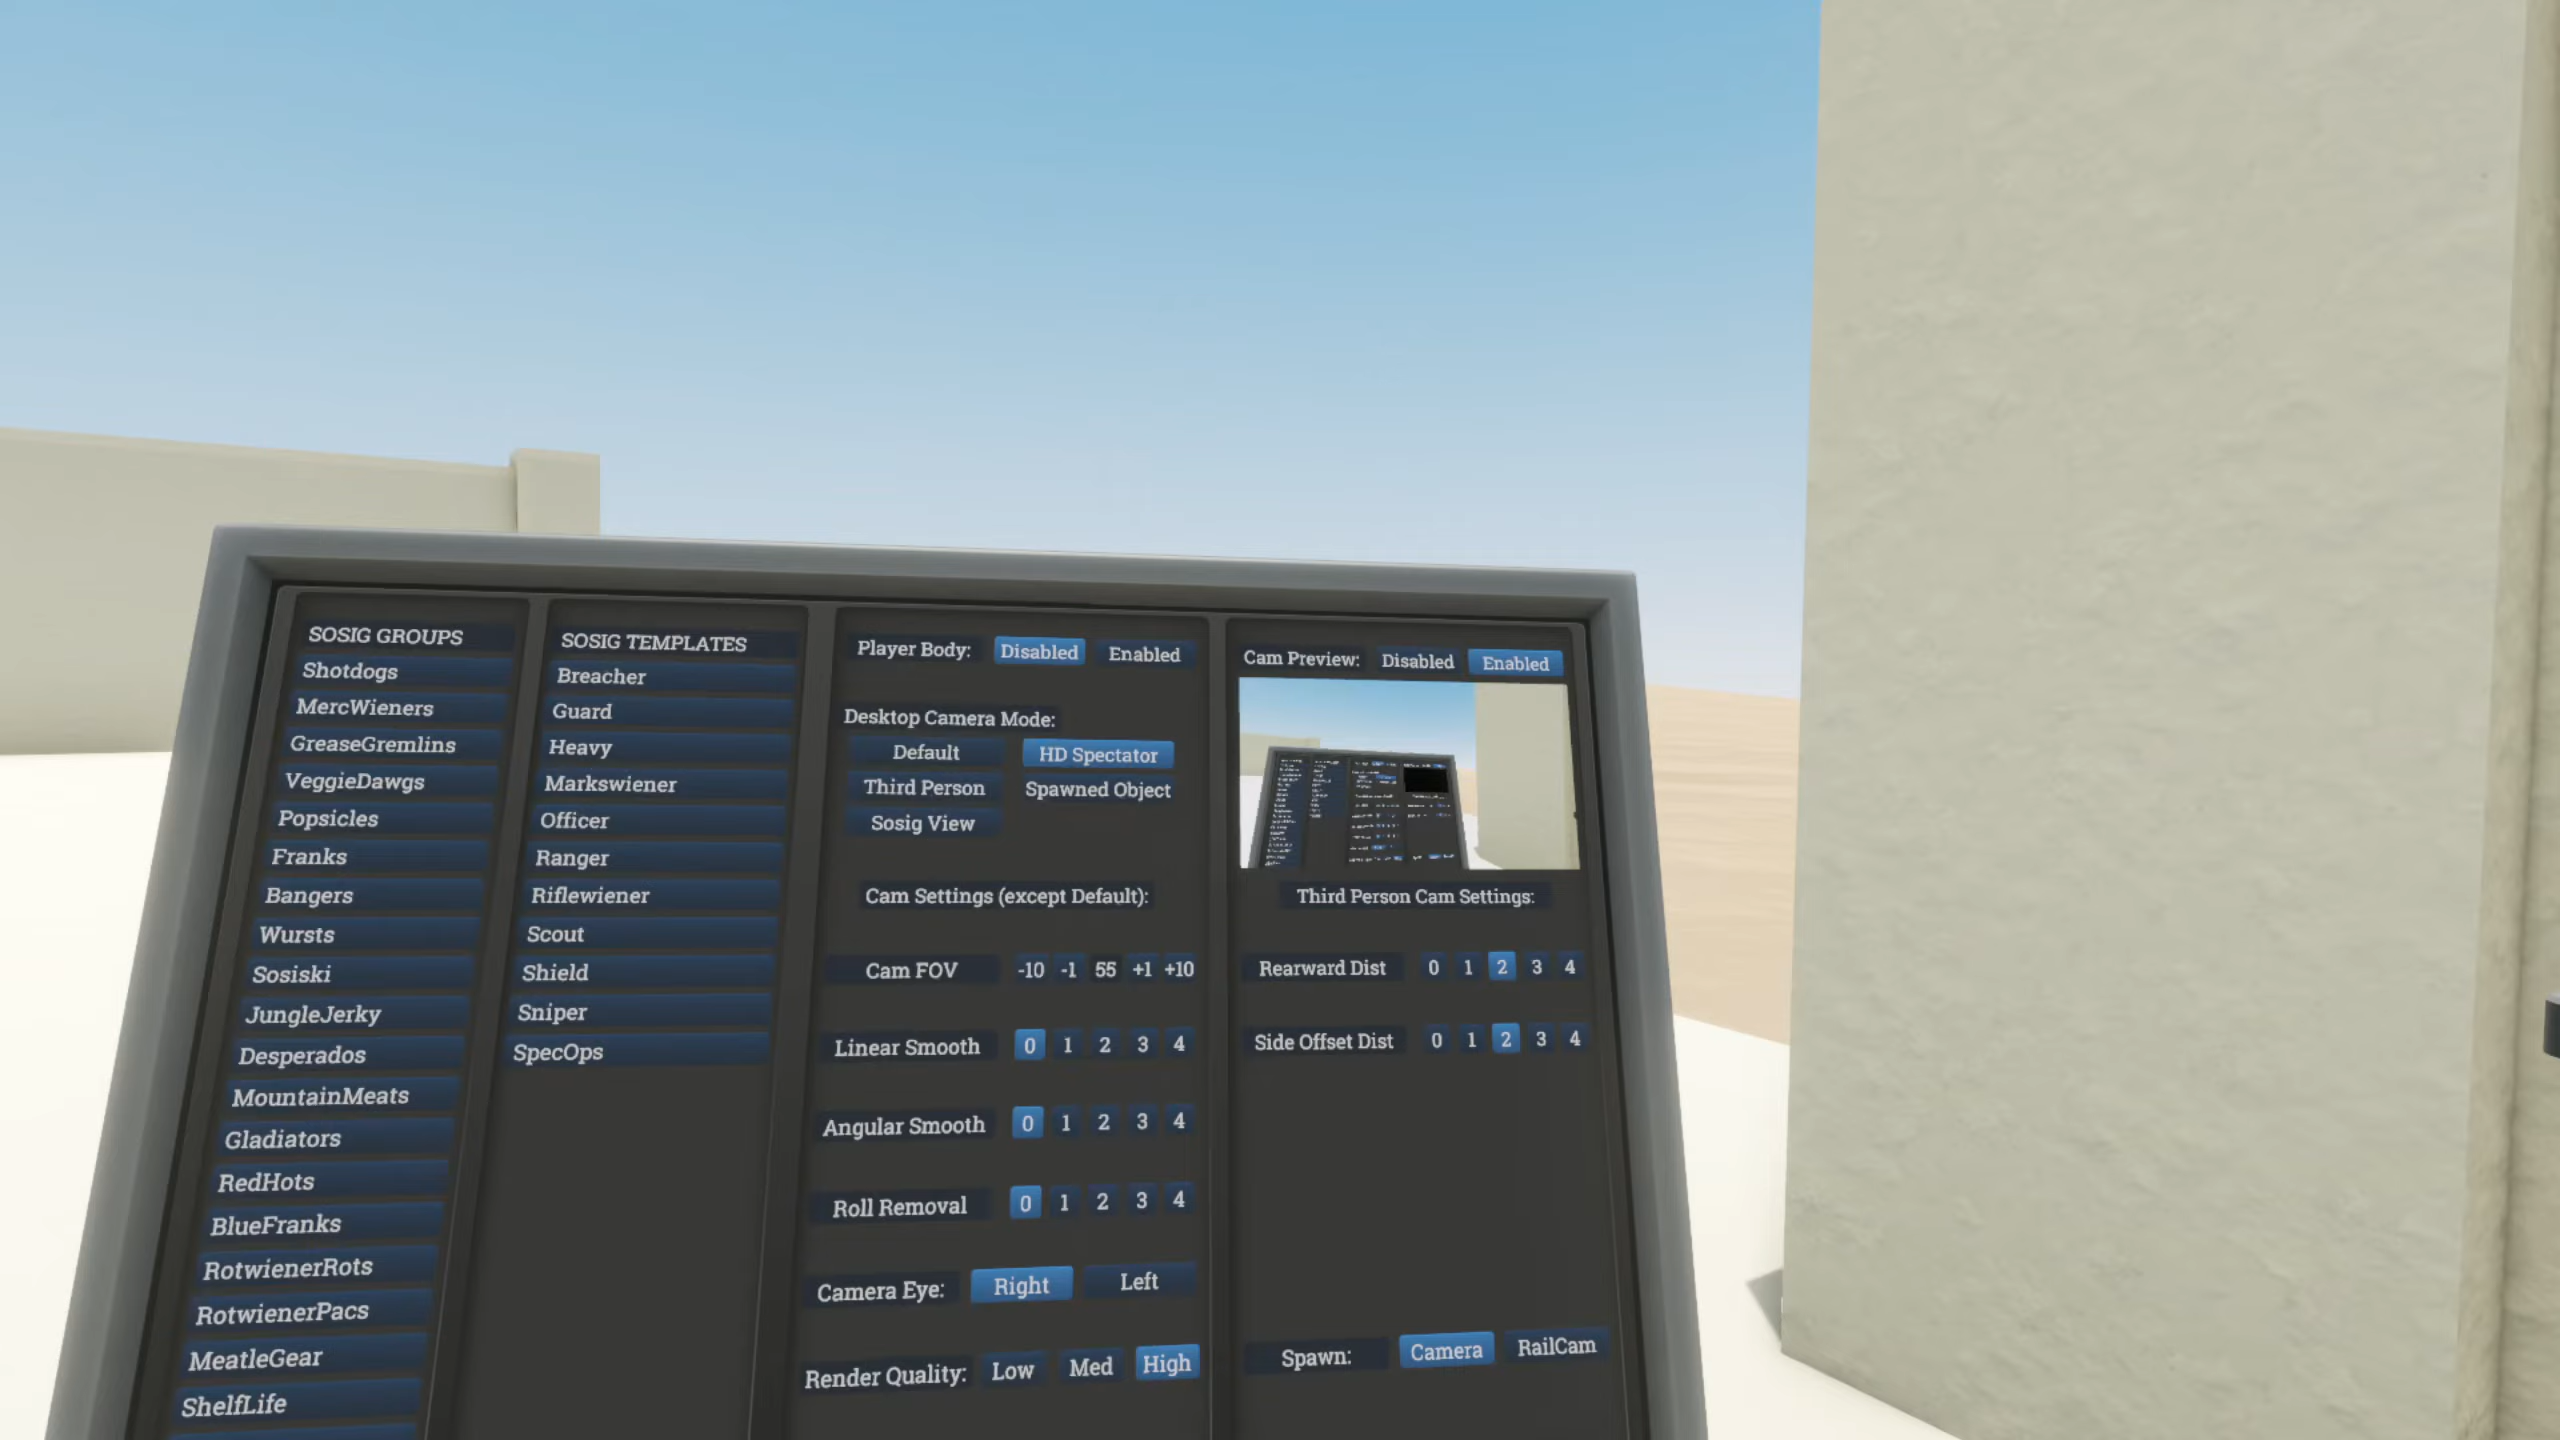 SOSIG GROUPS
Shotdogs
MercWieners
GreaseGremlins
VeggieDawgs
Popsicles
Franks
Bangers
Wursts
Sosiski
JungleJerky
Desperados
MountainMeats
Gladiators
RedHots
BlueFranks
RotwienerRots
RotwienerPacs
MeatleGear
ShelfLife
SOSIG TEMPLATES
Breacher
Guard
Heavy
Markswiener
Officer
Ranger
Riflewiener
Scout
Shield
Sniper
SpecOps
Player Body: Disabled Enabled
Desktop Camera Mode:
Default HD Spectator
Third Person Spawned Object
Sosig View
Cam Settings (except Default):
Cam FOV -10 -1 55 +1 +10
Linear Smooth 0 1 2 3 4
Angular Smooth 0 1 2 3 4
Roll Removal 0 1 2 3 4
Camera Eye: Right Left
Render Quality: Low Med High
Cam Preview: Disabled Enabled
Third Person Cam Settings:
Rearward Dist 0 1 2 3 4
Side Offset Dist 0 1 2 3 4
Spawn: Camera RailCam